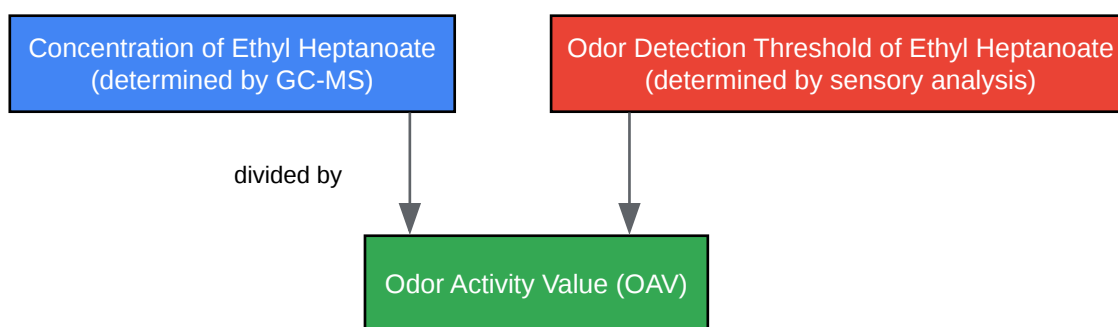 Concentration of Ethyl Heptanoate
(determined by GC-MS)
Odor Detection Threshold of Ethyl Heptanoate
(determined by sensory analysis)
divided by
Odor Activity Value (OAV)